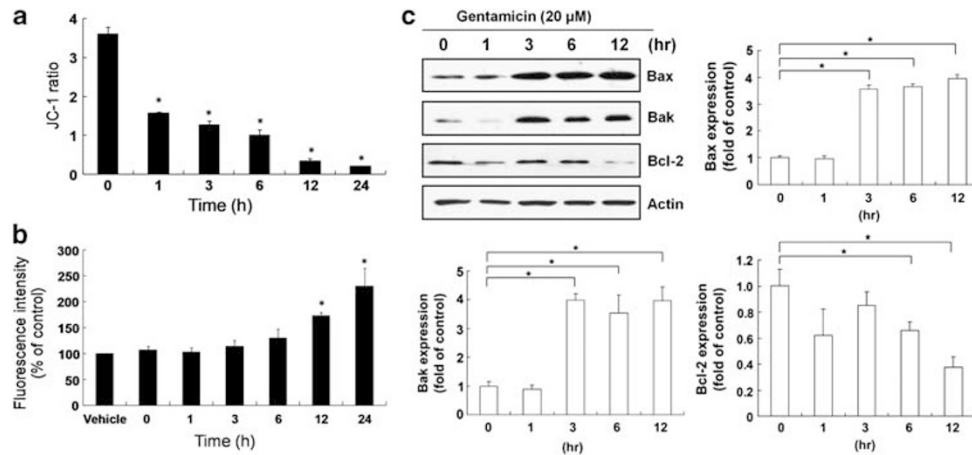 a
4
3
2
1
0
JC-1 ratio
* * * * *
0 1 3 6 12 24
Time (h)
b
300
250
200
150
100
50
0
Fluorescence intensity
(% of control)
* *
Vehicle 0 1 3 6 12 24
Time (h)
c
Gentamicin (20 µM)
0 1 3 6 12 (hr)
Bax
Bak
Bcl-2
Actin
5
4
3
2
1
0
Bax expression
(fold of control)
*
*
*
0 1 3 6 12
(hr)
5
4
3
2
1
0
Bak expression
(fold of control)
*
*
*
0 1 3 6 12
(hr)
1.2
1.0
0.8
0.6
0.4
0.2
0
Bcl-2 expression
(fold of control)
*
*
0 1 3 6 12
(hr)